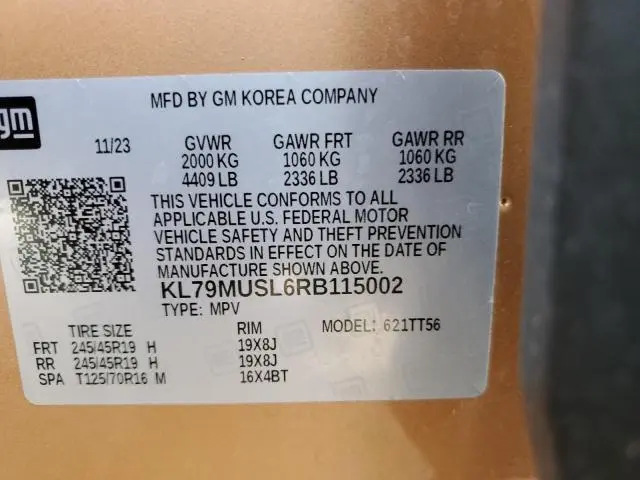 gm
MFD BY GM KOREA COMPANY
11/23 GVWR GAWR FRT GAWR RR
2000 KG 1060 KG 1060 KG
4409 LB 2336 LB 2336 LB
THIS VEHICLE CONFORMS TO ALL
APPLICABLE U.S. FEDERAL MOTOR
VEHICLE SAFETY AND THEFT PREVENTION
STANDARDS IN EFFECT ON THE DATE OF
MANUFACTURE SHOWN ABOVE.
KL79MUSL6RB115002
TYPE: MPV MODEL: 621TT56
TIRE SIZE RIM
FRT 245/45R19 H 19X8J
RR 245/45R19 H 19X8J
SPA T125/70R16 M 16X4BT